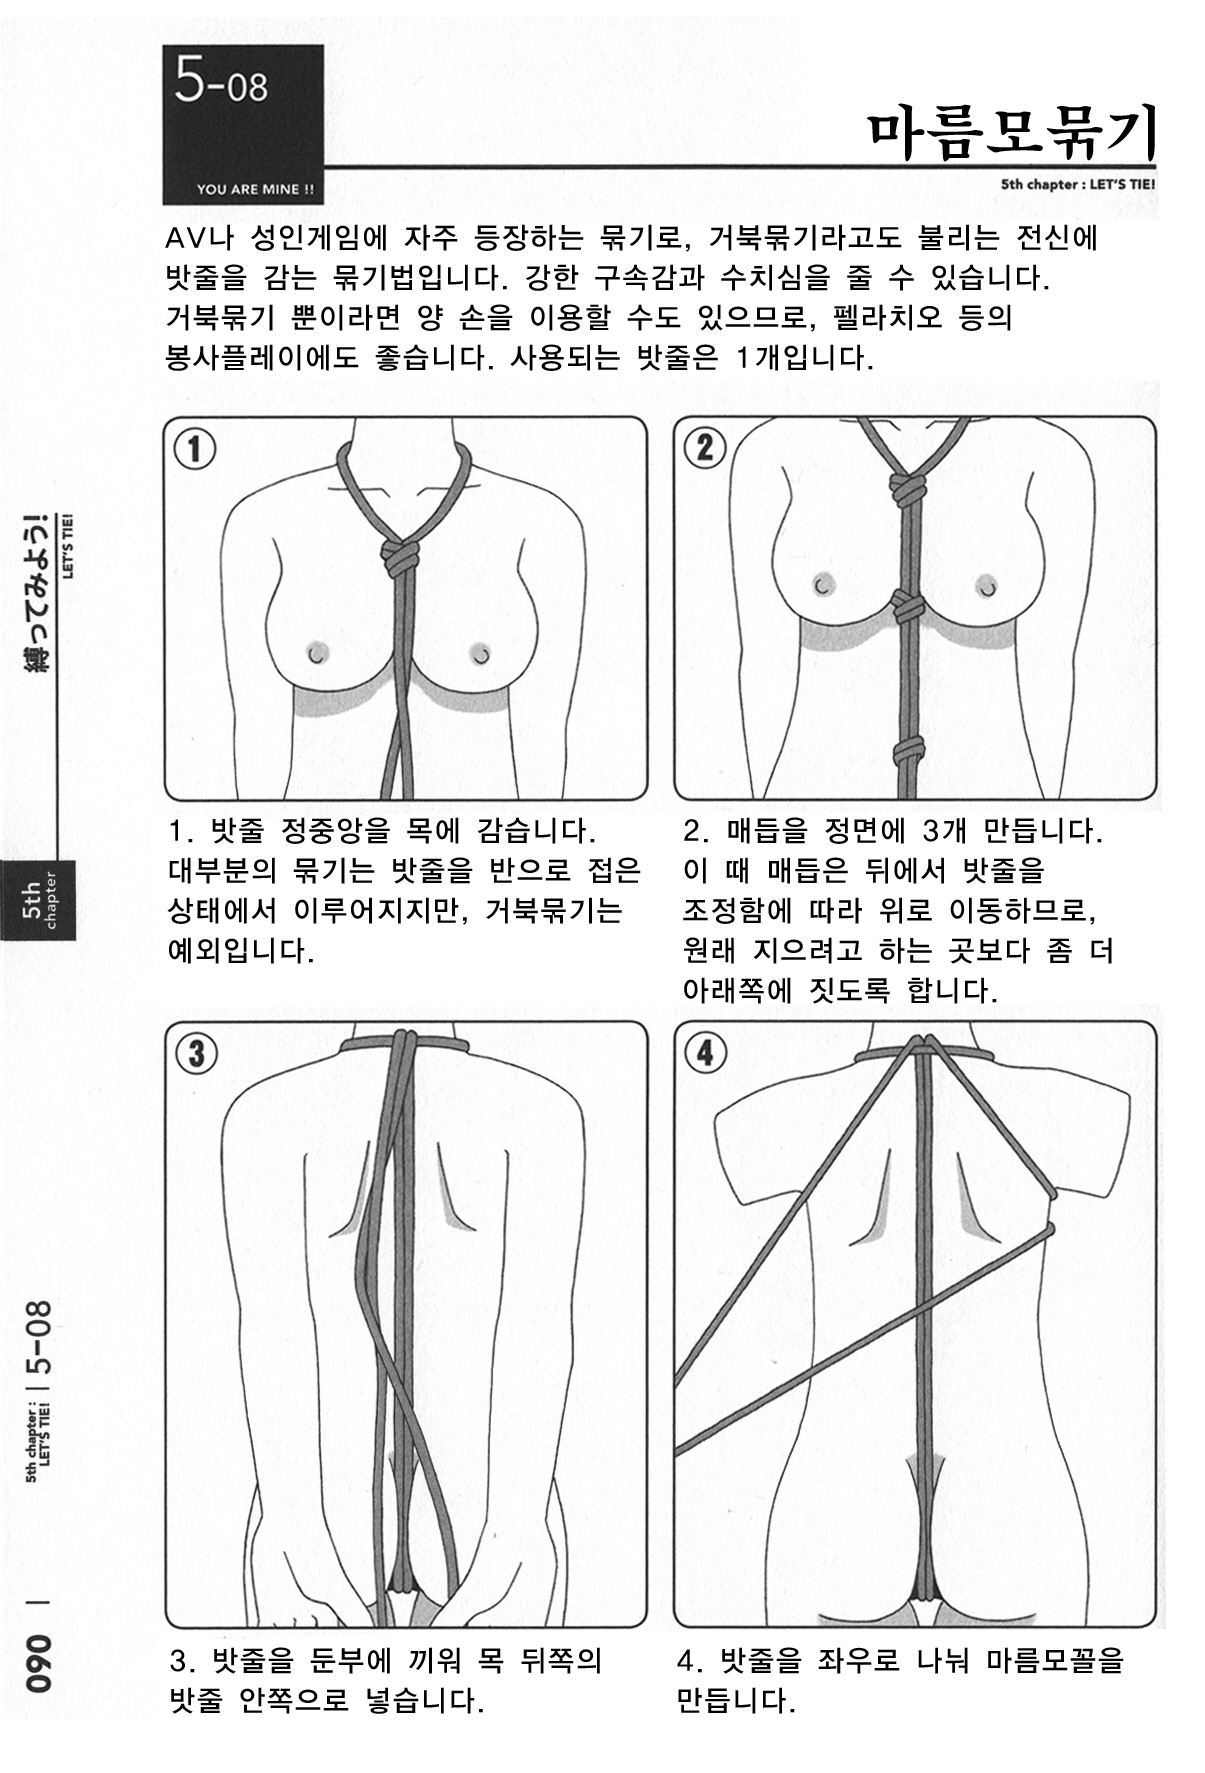 5-08
YOU ARE MINE !!
마름모묶기
5th chapter : LET'S TIE!
AV나 성인게임에 자주 등장하는 묶기로, 거북묶기라고도 불리는 전신에
밧줄을 감는 묶기법입니다. 강한 구속감과 수치심을 줄 수 있습니다.
거북묶기 뿐이라면 양 손을 이용할 수도 있으므로, 펠라치오 등의
봉사플레이에도 좋습니다. 사용되는 밧줄은 1개입니다.
1
2
1. 밧줄 정중앙을 목에 감습니다.
대부분의 묶기는 밧줄을 반으로 접은
상태에서 이루어지지만, 거북묶기는
예외입니다.
2. 매듭을 정면에 3개 만듭니다.
이 때 매듭은 뒤에서 밧줄을
조정함에 따라 위로 이동하므로,
원래 지으려고 하는 곳보다 좀 더
아래쪽에 짓도록 합니다.
3
4
3. 밧줄을 둔부에 끼워 목 뒤쪽의
밧줄 안쪽으로 넣습니다.
4. 밧줄을 좌우로 나눠 마름모꼴을
만듭니다.
縛ってみよう!
LET'S TIE!
5th
chapter
5th chapter :
LET'S TIE!
5-08
090